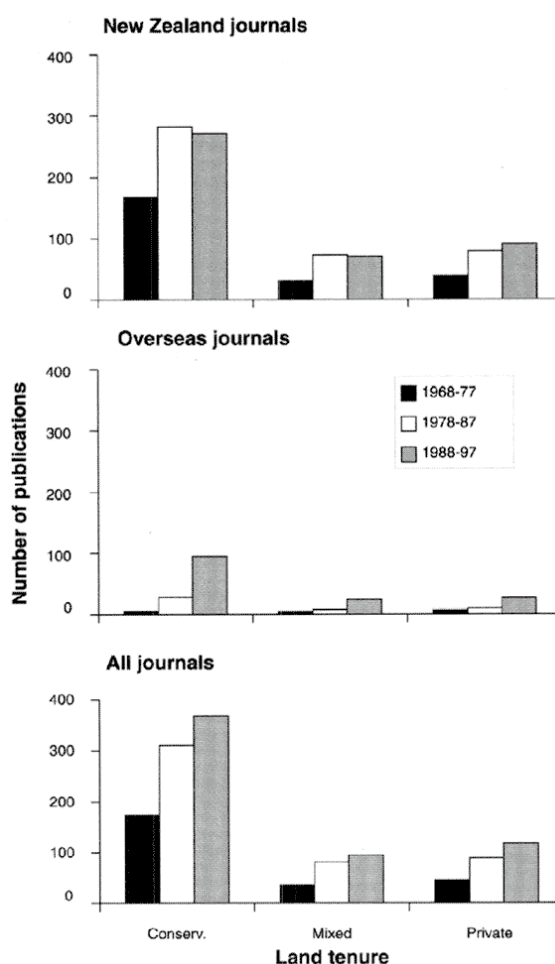 New Zealand journals
400
300
200
100
0
Overseas journals
400
300
200
100
0
1968-77
1978-87
1988-97
Number of publications
All journals
400
300
200
100
0
Conserv.
Mixed
Private
Land tenure